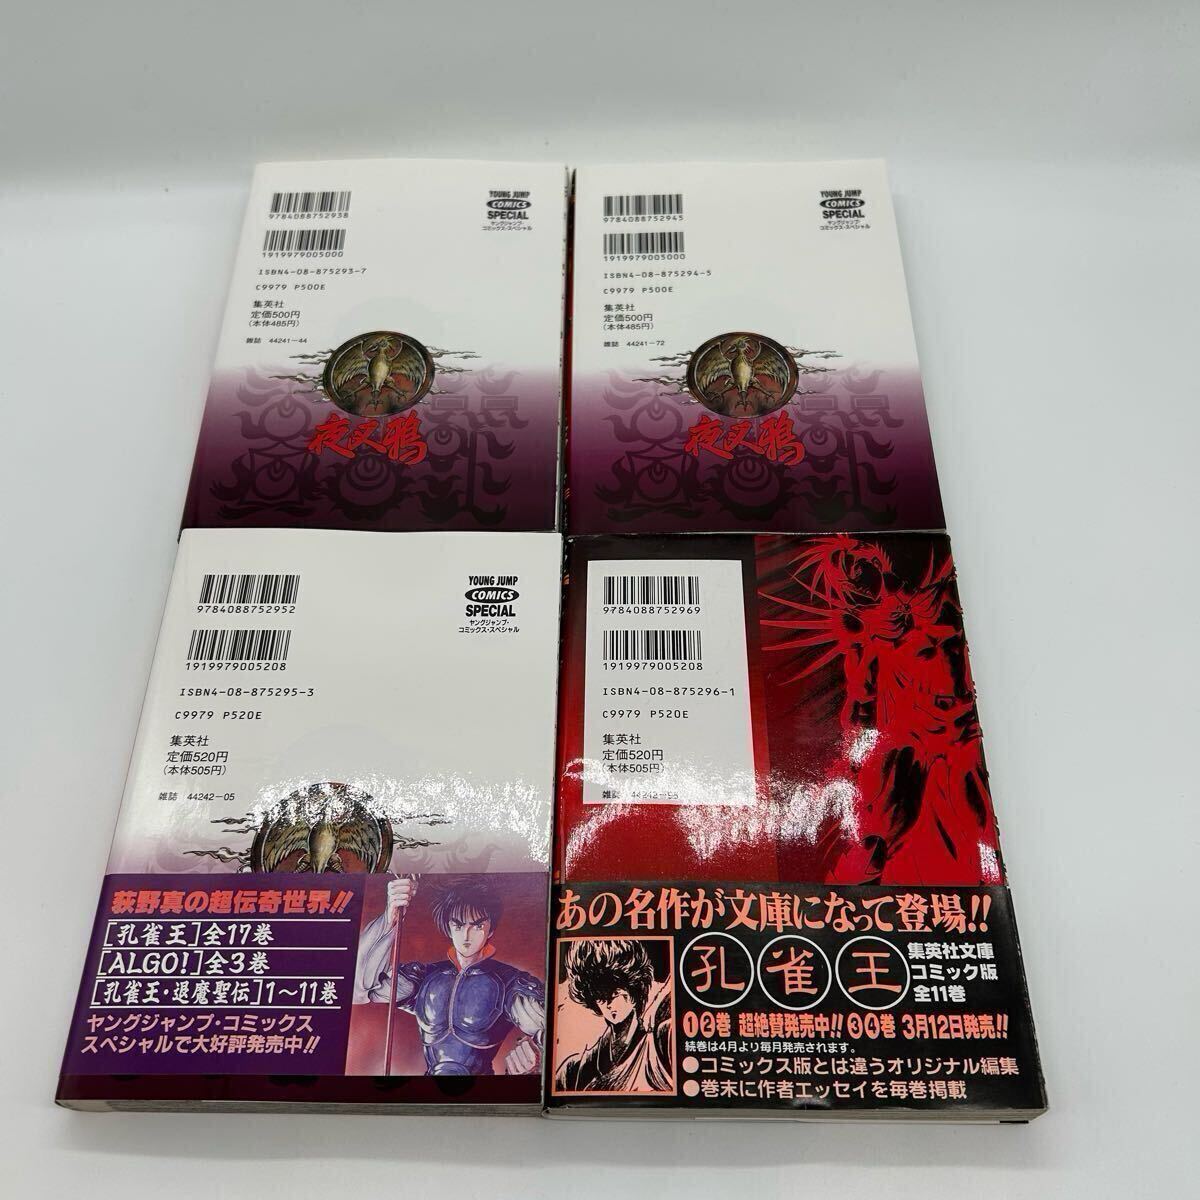 9784088752938
1919979005000
ISBN4-08-875293-7
C9979 P500E
集英社
定価500円
(本体485円)
雑誌 44241-44
YOUNG JUMP
COMICS
SPECIAL
ヤングジャンプ・
コミックス・スペシャル
夜叉鴉
9784088752945
1919979005000
ISBN4-08-875294-5
C9979 P500E
集英社
定価500円
(本体485円)
雑誌 44241-72
YOUNG JUMP
COMICS
SPECIAL
ヤングジャンプ・
コミックス・スペシャル
夜叉鴉
9784088752952
1919979005208
ISBN4-08-875295-3
C9979 P520E
集英社
定価520円
(本体505円)
雑誌 44242-05
YOUNG JUMP
COMICS
SPECIAL
ヤングジャンプ・
コミックス・スペシャル
荻野真の超伝奇世界!!
[孔雀王]全17巻
[ALGO!]全3巻
[孔雀王・退魔聖伝]1〜11巻
ヤングジャンプ・コミックス
スペシャルで大好評発売中!!
9784088752969
1919979005208
ISBN4-08-875296-1
C9979 P520E
集英社
定価520円
(本体505円)
雑誌 44242-58
あの名作が文庫になって登場!!
孔雀王
集英社文庫
コミック版
全11巻
①②巻 超絶賛発売中!! ③④巻 3月12日発売!!
続巻は4月より毎月発売されます。
●コミックス版とは違うオリジナル編集
●巻末に作者エッセイを毎巻掲載